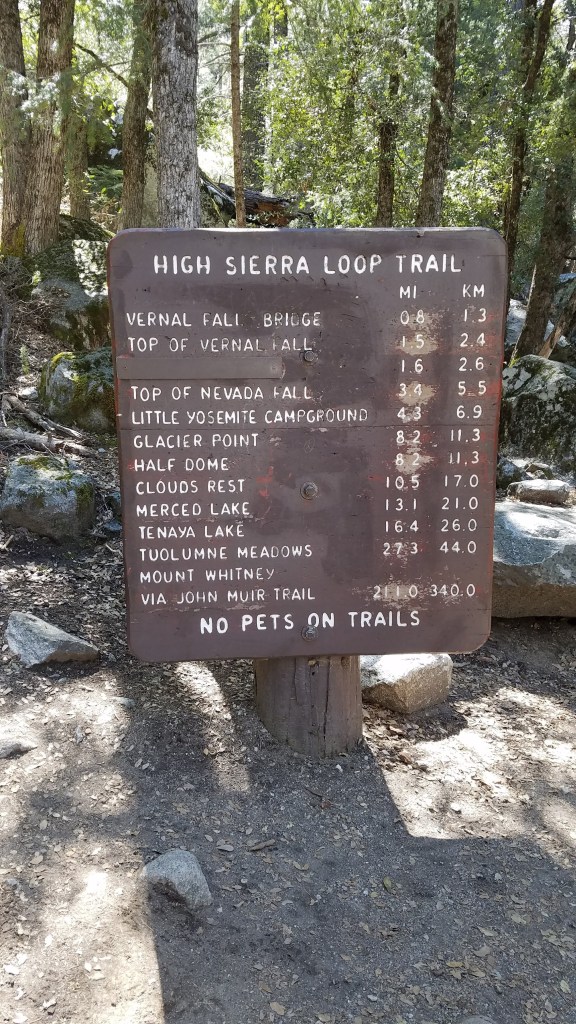 HIGH SIERRA LOOP TRAIL
MI KM
VERNAL FALL BRIDGE 0.8 1.3
TOP OF VERNAL FALL 1.5 2.4
1.6 2.6
TOP OF NEVADA FALL 3.4 5.5
LITTLE YOSEMITE CAMPGROUND 4.3 6.9
GLACIER POINT 8.2 11.3
HALF DOME 8.2 11.3
CLOUDS REST 10.5 17.0
MERCED LAKE 13.1 21.0
TENAYA LAKE 16.4 26.0
TUOLUMNE MEADOWS 27.3 44.0
MOUNT WHITNEY
VIA JOHN MUIR TRAIL 211.0 340.0
NO PETS ON TRAILS